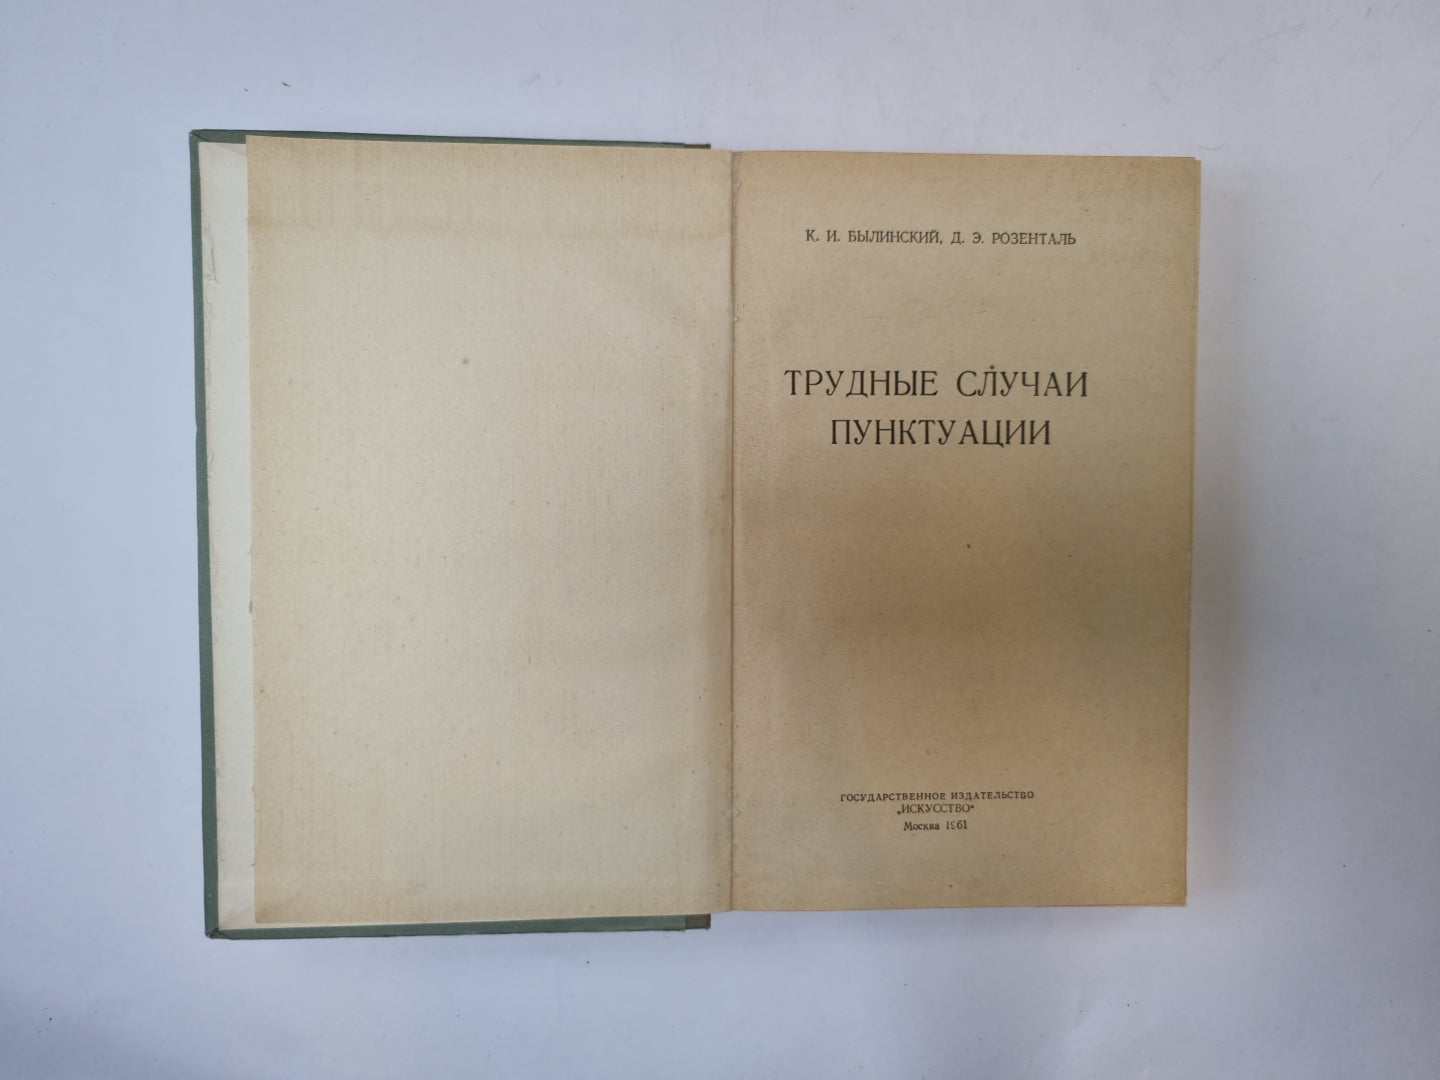 К. И. БЫЛИНСКИЙ, Д. Э. РОЗЕНТАЛЬ
ТРУДНЫЕ СЛУЧАИ
ПУНКТУАЦИИ
ГОСУДАРСТВЕННОЕ ИЗДАТЕЛЬСТВО
„ИСКУССТВО“
Москва 1961